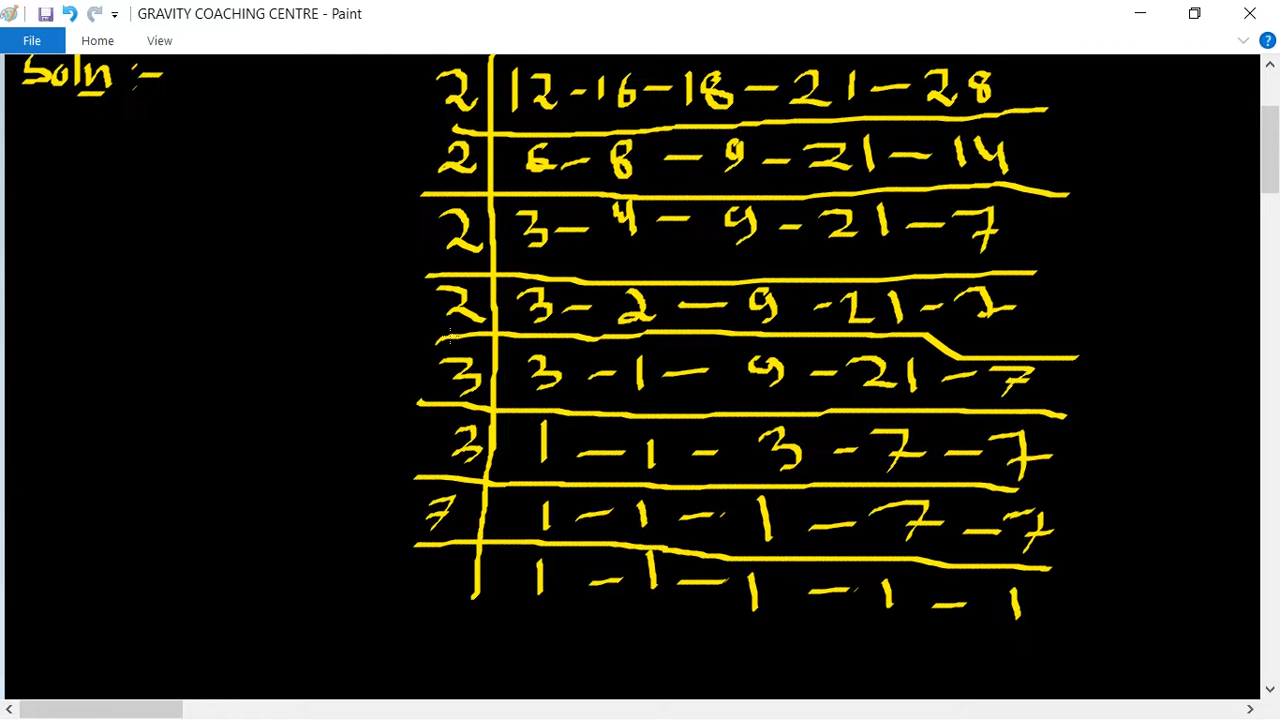 GRAVITY COACHING CENTRE - Paint
File Home View
Soln :-
2 | 12 - 16 - 18 - 21 - 28
2 | 6 - 8 - 9 - 21 - 14
2 | 3 - 4 - 9 - 21 - 7
2 | 3 - 2 - 9 - 21 - 7
3 | 3 - 1 - 9 - 21 - 7
3 | 1 - 1 - 3 - 7 - 7
7 | 1 - 1 - 1 - 7 - 7
| 1 - 1 - 1 - 1 - 1